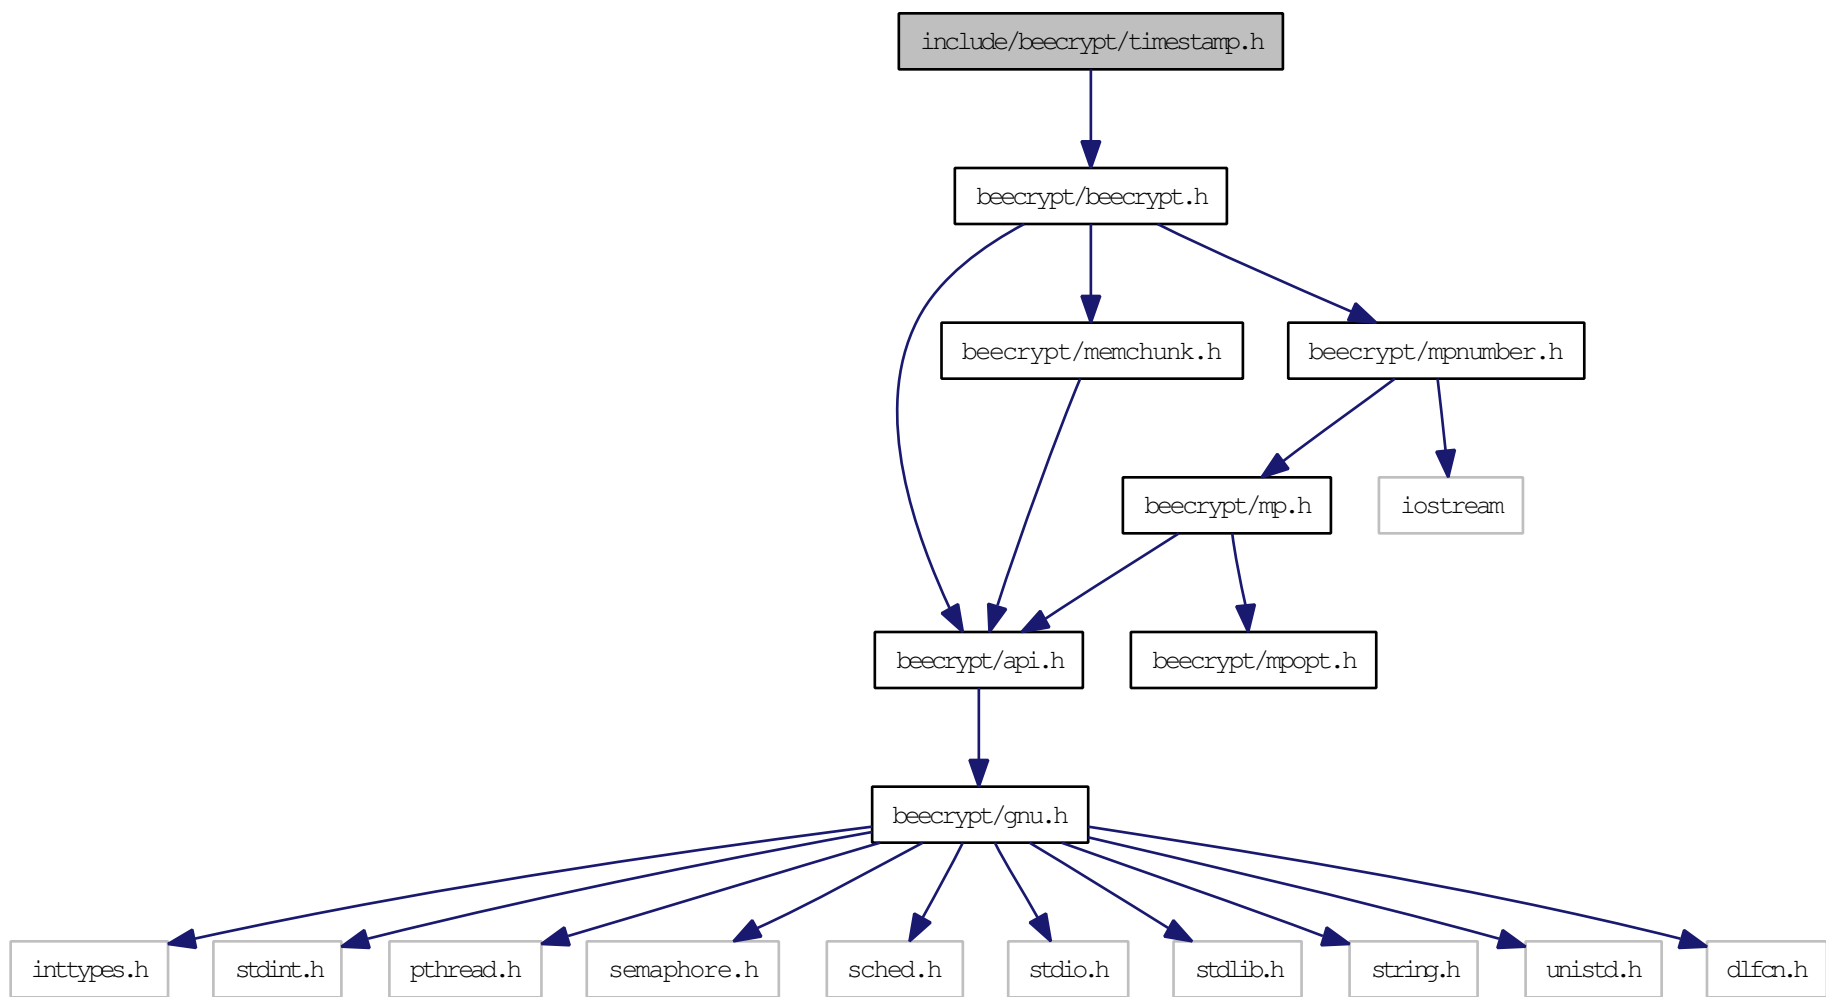 include/beecrypt/timestamp.h
beecrypt/beecrypt.h
beecrypt/memchunk.h
beecrypt/mpnumber.h
beecrypt/mp.h
iostream
beecrypt/api.h
beecrypt/mpopt.h
beecrypt/gnu.h
inttypes.h
stdint.h
pthread.h
semaphore.h
sched.h
stdio.h
stdlib.h
string.h
unistd.h
dlfcn.h